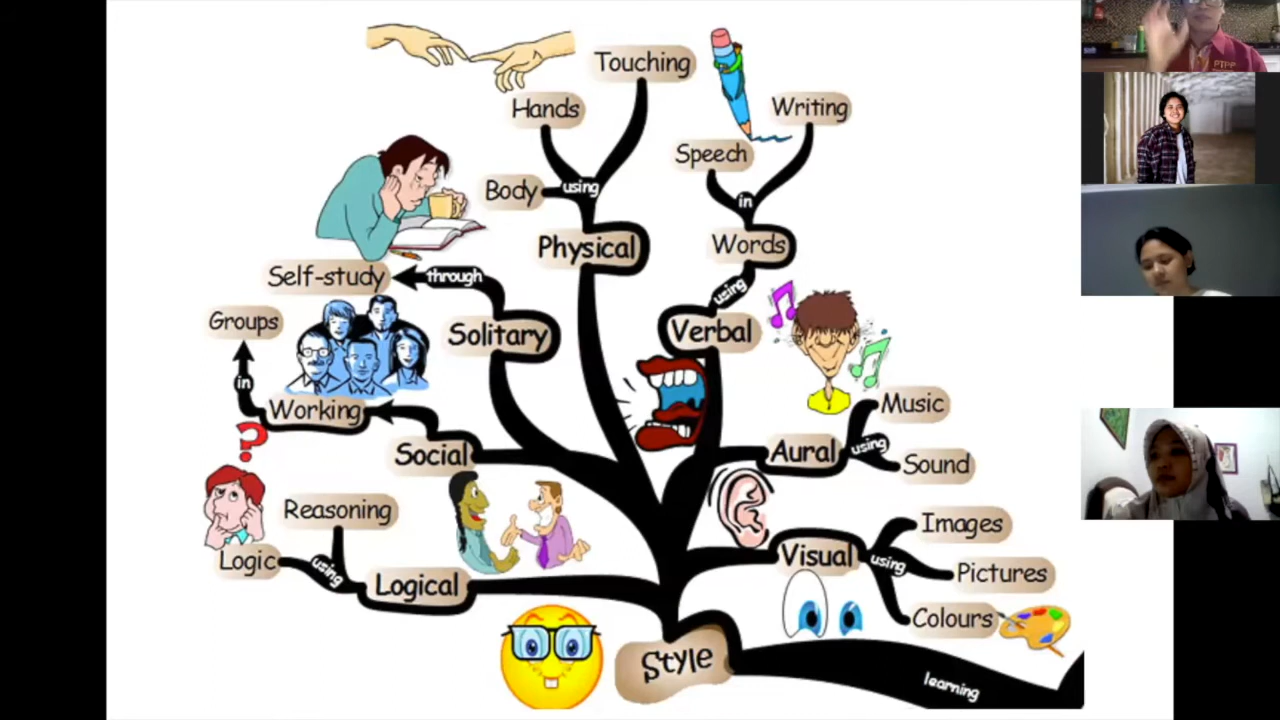 Touching
Hands
Writing
Speech
Body
using
in
Physical
Words
Self-study
through
using
Groups
Solitary
Verbal
in
Working
Music
Social
Aural
using
Sound
Reasoning
Images
Logic
using
Logical
Visual
using
Pictures
Colours
Style
learning
?
PTPP